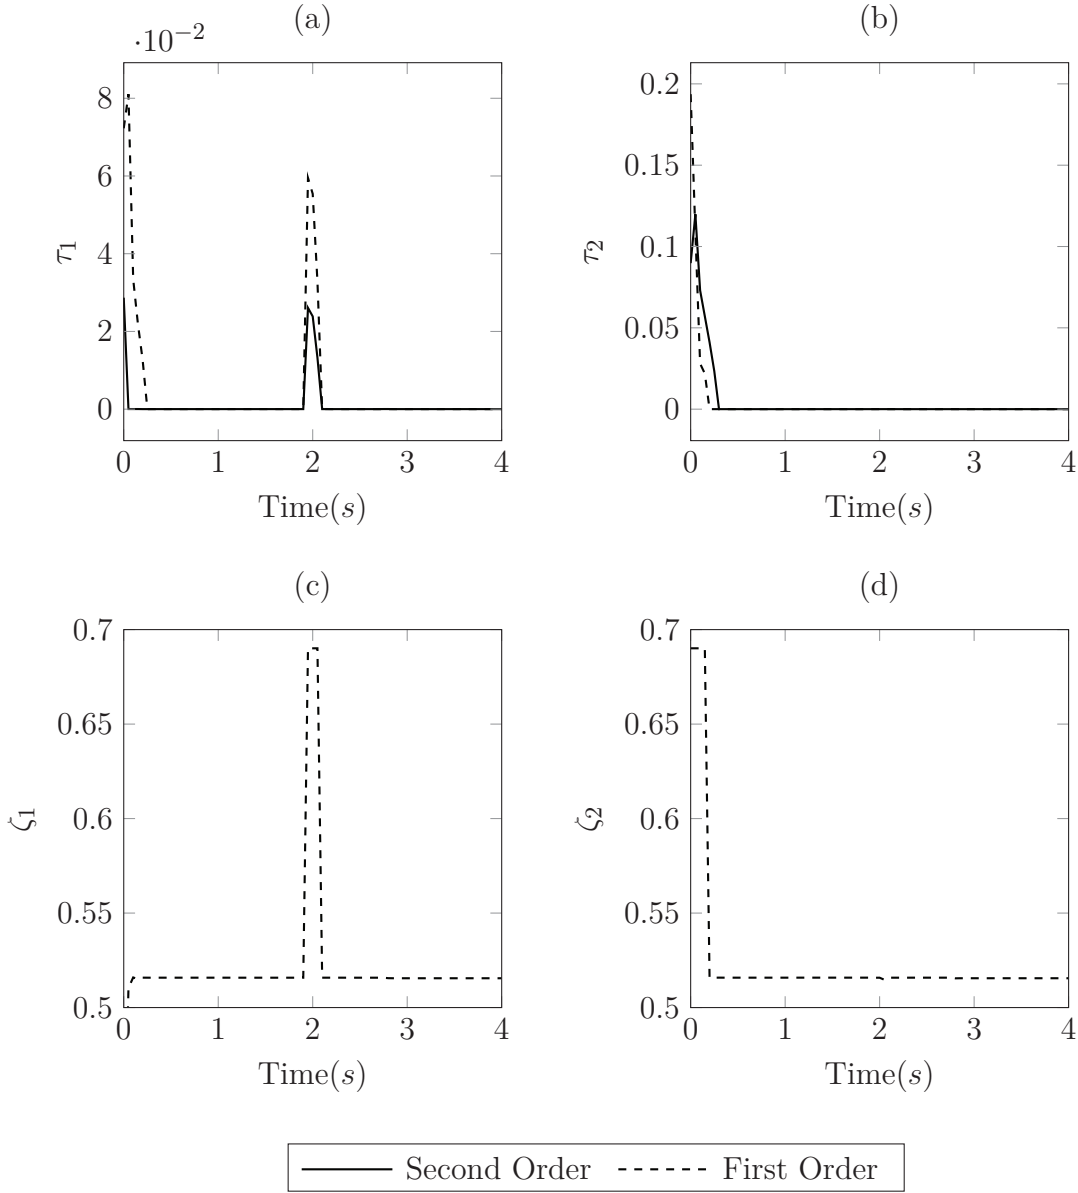 (a) (b)
·10⁻²
8
6
4
2
0
τ₁
0 1 2 3 4
Time(s)
0.2
0.15
0.1
0.05
0
τ₂
0 1 2 3 4
Time(s)
(c) (d)
0.7
0.65
0.6
0.55
0.5
ζ₁
0 1 2 3 4
Time(s)
0.7
0.65
0.6
0.55
0.5
ζ₂
0 1 2 3 4
Time(s)
Second Order First Order